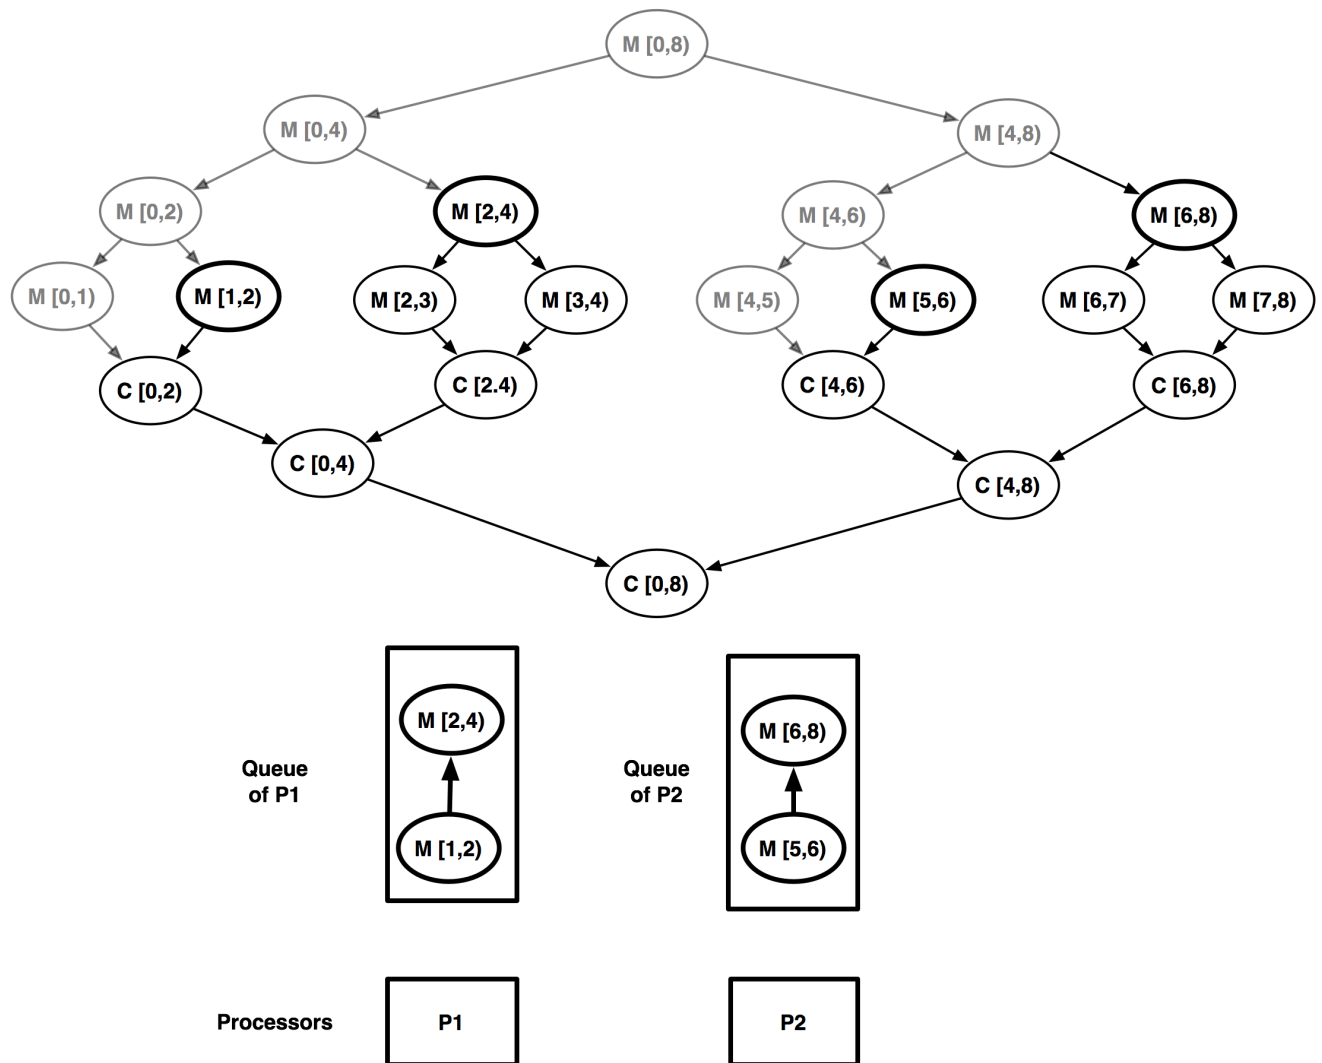 M [0,8)
M [0,4)
M [4,8)
M [0,2)
M [2,4)
M [4,6)
M [6,8)
M [0,1)
M [1,2)
M [2,3)
M [3,4)
M [4,5)
M [5,6)
M [6,7)
M [7,8)
C [0,2)
C [2.4)
C [4,6)
C [6,8)
C [0,4)
C [4,8)
C [0,8)
Queue
of P1
M [2,4)
M [1,2)
Queue
of P2
M [6,8)
M [5,6)
Processors
P1
P2